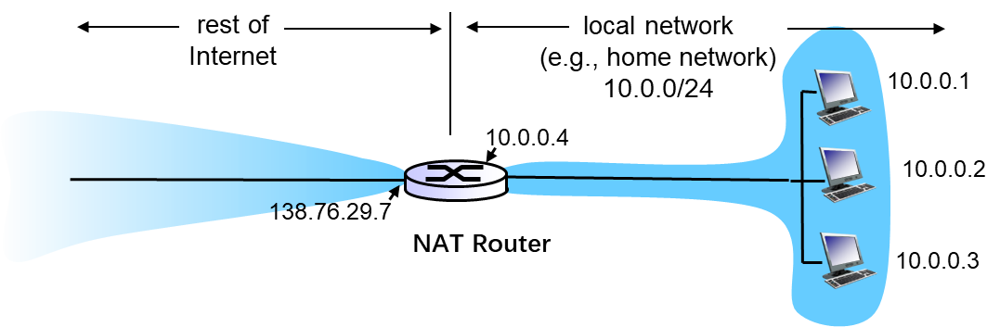 rest of
Internet
local network
(e.g., home network)
10.0.0/24
10.0.0.1
10.0.0.4
10.0.0.2
138.76.29.7
NAT Router
10.0.0.3